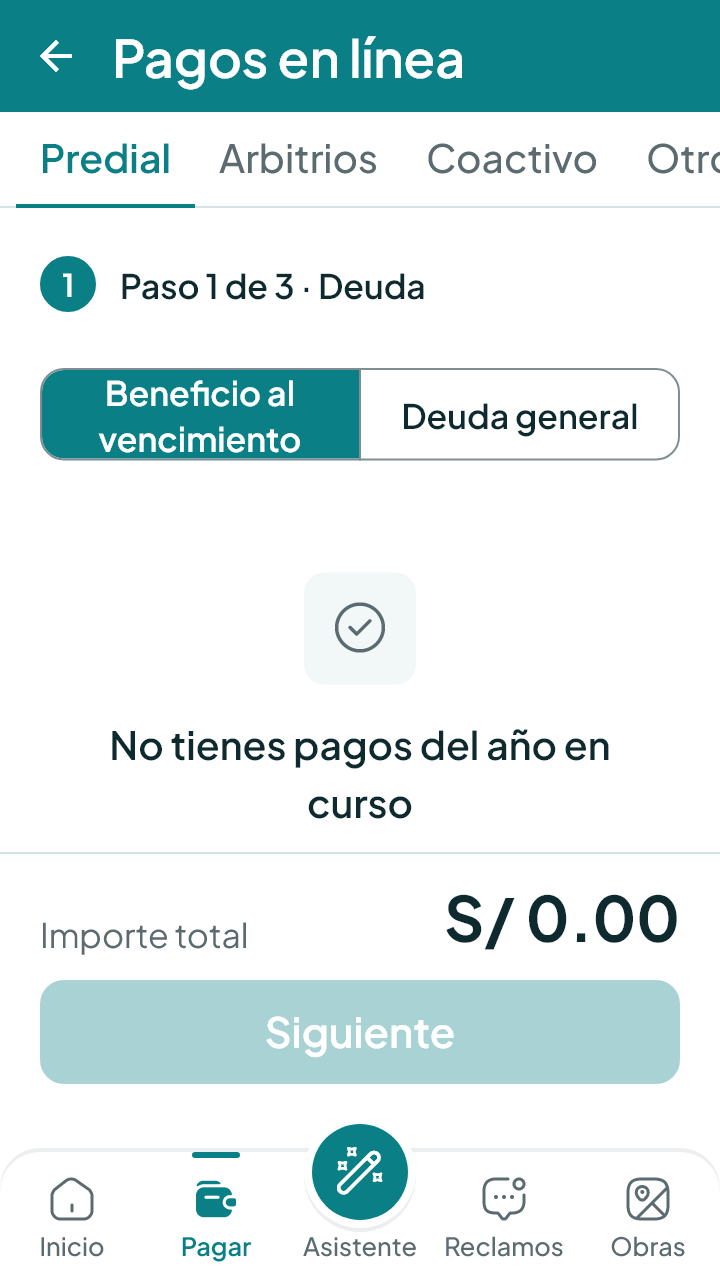 Pagos en línea
Predial Arbitrios Coactivo Otro
1 Paso 1 de 3 · Deuda
Beneficio al
vencimiento
Deuda general
No tienes pagos del año en
curso
Importe total S/ 0.00
Siguiente
Inicio Pagar Asistente Reclamos Obras